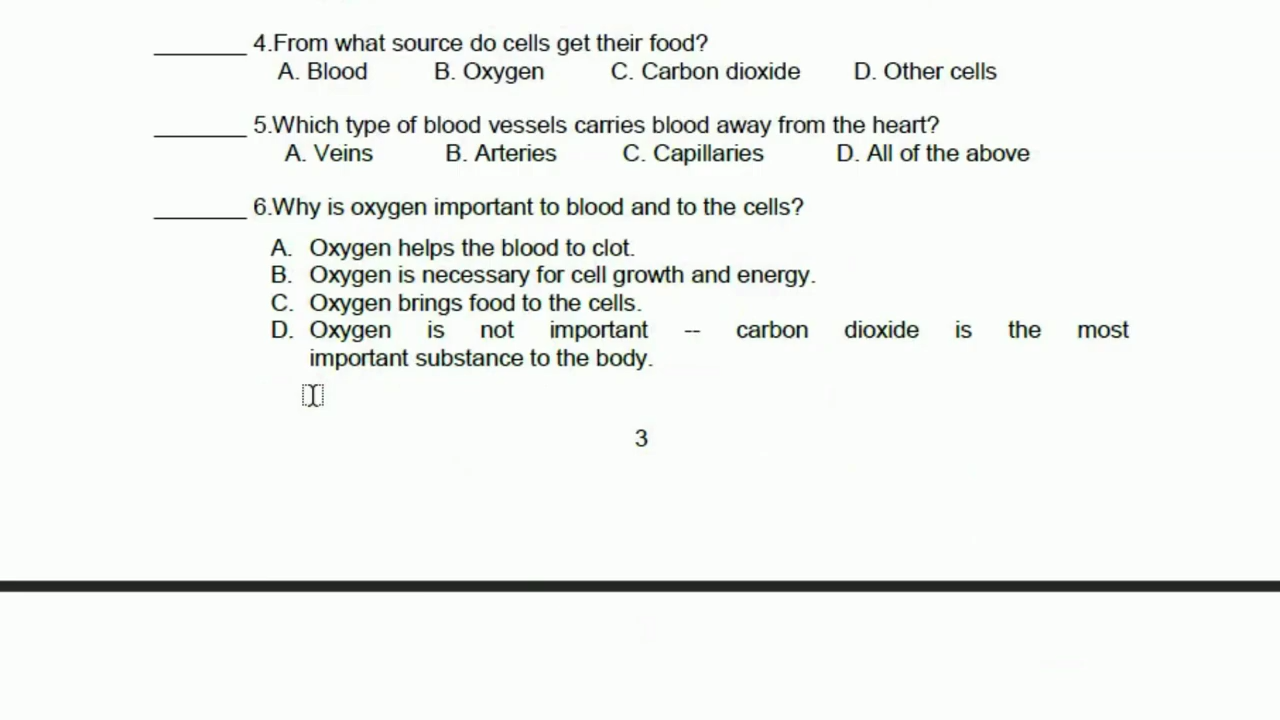 ________ 4.From what source do cells get their food?
A. Blood B. Oxygen C. Carbon dioxide D. Other cells
________ 5.Which type of blood vessels carries blood away from the heart?
A. Veins B. Arteries C. Capillaries D. All of the above
________ 6.Why is oxygen important to blood and to the cells?
A. Oxygen helps the blood to clot.
B. Oxygen is necessary for cell growth and energy.
C. Oxygen brings food to the cells.
D. Oxygen is not important -- carbon dioxide is the most
important substance to the body.
3